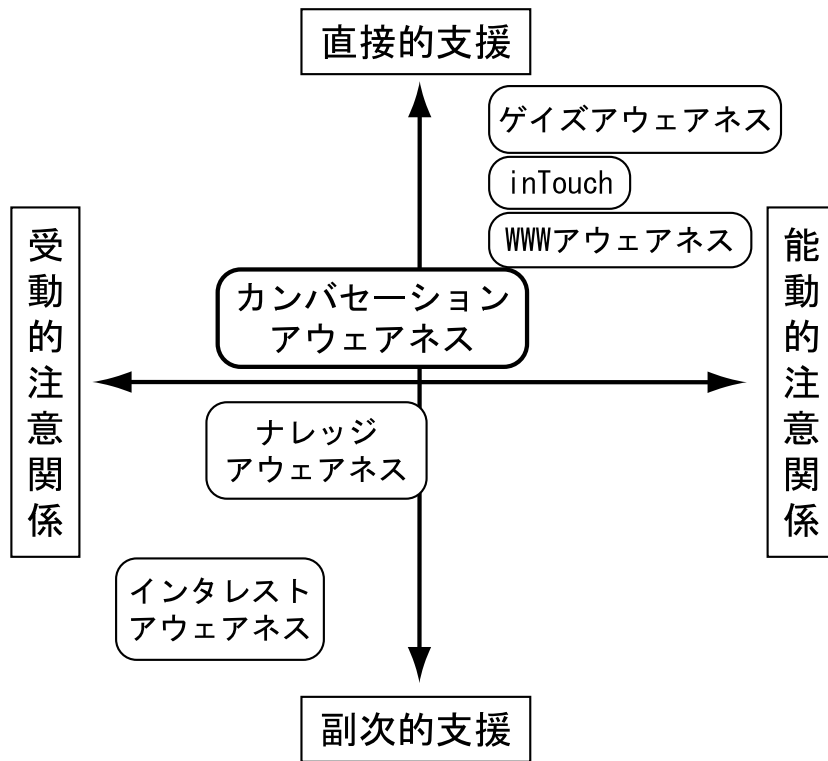 直接的支援
ゲイズアウェアネス
inTouch
WWWアウェアネス
受動的注意関係
能動的注意関係
カンバセーション
アウェアネス
ナレッジ
アウェアネス
インタレスト
アウェアネス
副次的支援